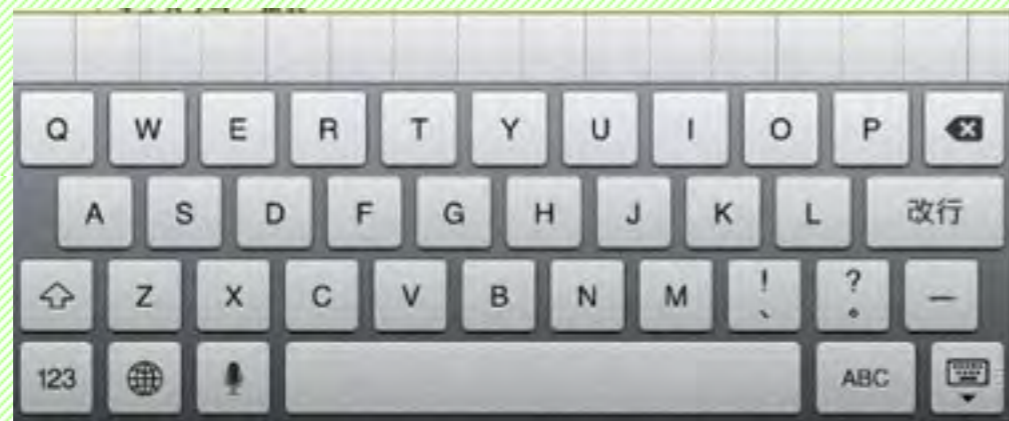 Q W E R T Y U I O P
A S D F G H J K L 改行
Z X C V B N M ! 、 ? 。 ー
123 ABC